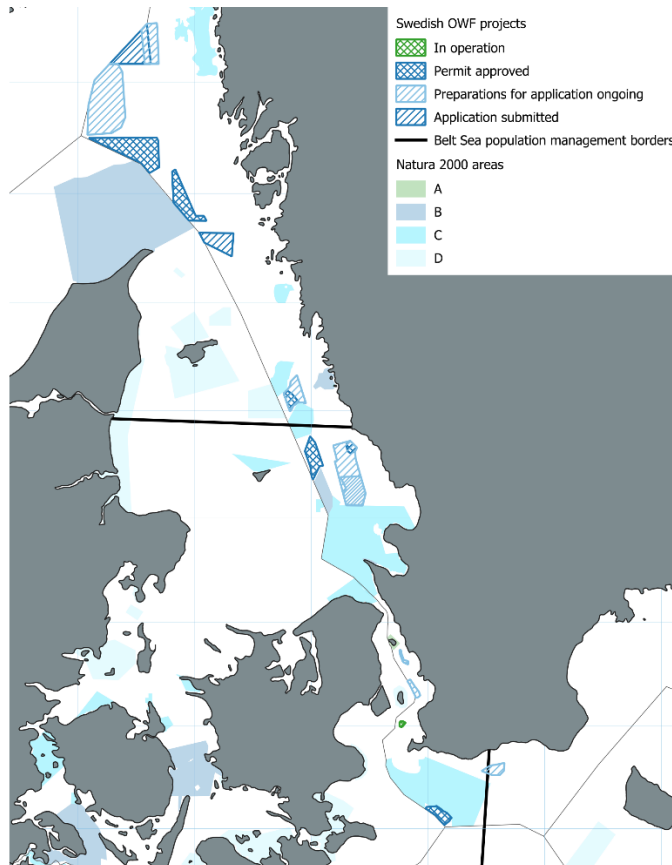 Swedish OWF projects
In operation
Permit approved
Preparations for application ongoing
Application submitted
Belt Sea population management borders
Natura 2000 areas
A
B
C
D